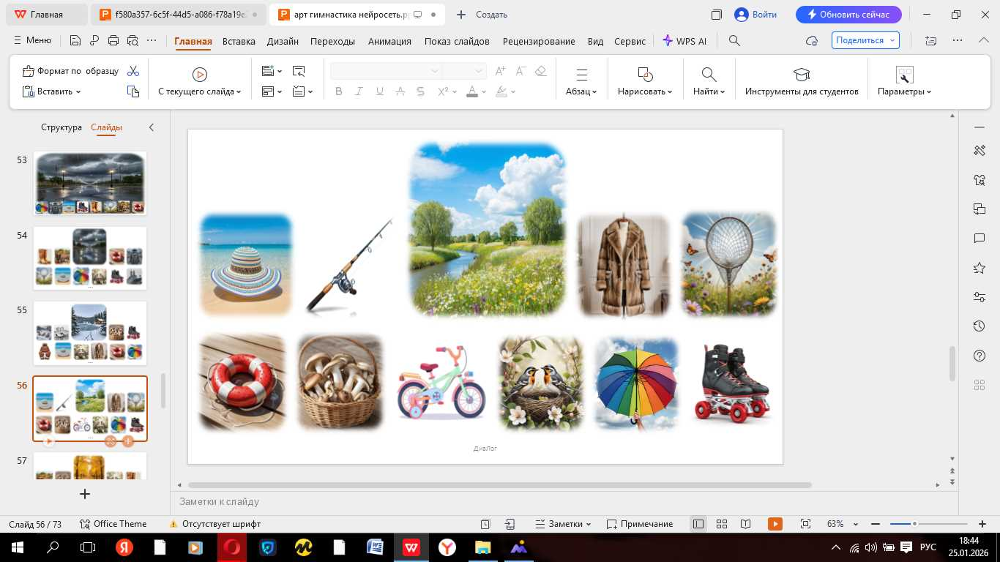 Главная
f580a357-6c5f-44d5-a086-f78a19e2
арт гимнастика нейросеть.pp
Создать
Войти
Обновить сейчас
Меню
Главная
Вставка
Дизайн
Переходы
Анимация
Показ слайдов
Рецензирование
Вид
Сервис
WPS AI
Поделиться
Формат по образцу
Вставить
С текущего слайда
Абзац
Нарисовать
Найти
Инструменты для студентов
Параметры
Структура
Слайды
53
54
55
56
57
ДивЛог
Заметки к слайду
Слайд 56 / 73
Office Theme
Отсутствует шрифт
Заметки
Примечание
63%
РУС
18:44
25.01.2026